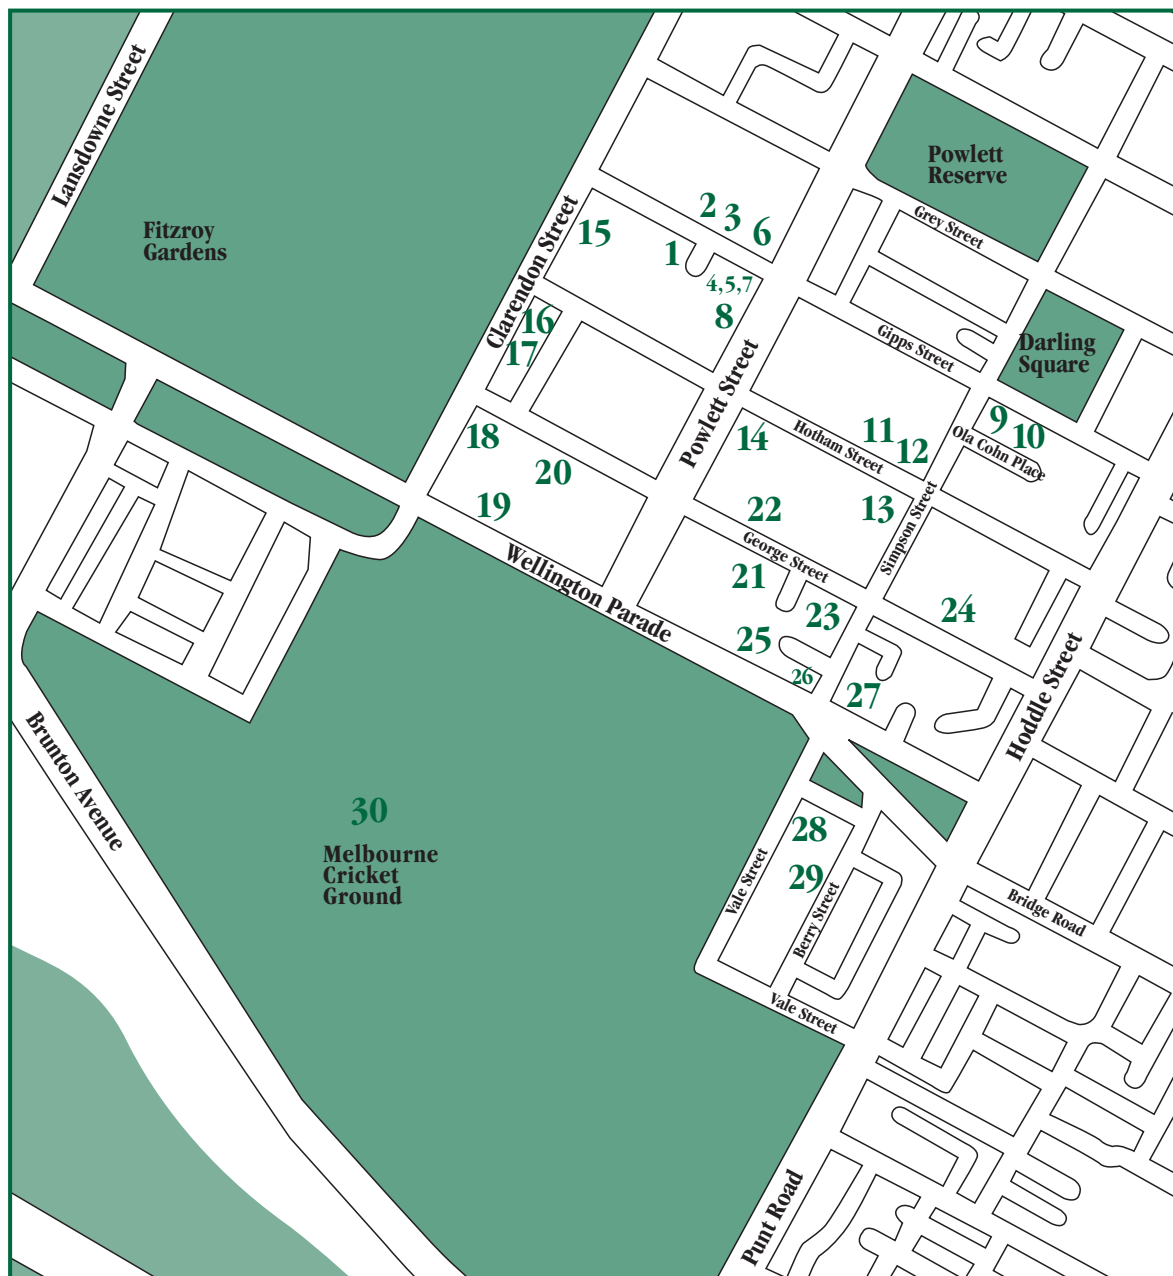 Lansdowne Street
Fitzroy
Gardens
Clarendon Street
Powlett
Reserve
Grey Street
2
3
6
15
1
4,5,7
8
16
17
Gipps Street
Darling
Square
Powlett Street
9
10
Ola Cohn Place
11
12
14
Hotham Street
18
20
19
13
22
Simpson Street
George Street
Wellington Parade
21
23
24
25
26
27
Hoddle Street
Brunton Avenue
30
Melbourne
Cricket
Ground
28
29
Vale Street
Berry Street
Bridge Road
Vale Street
Punt Road